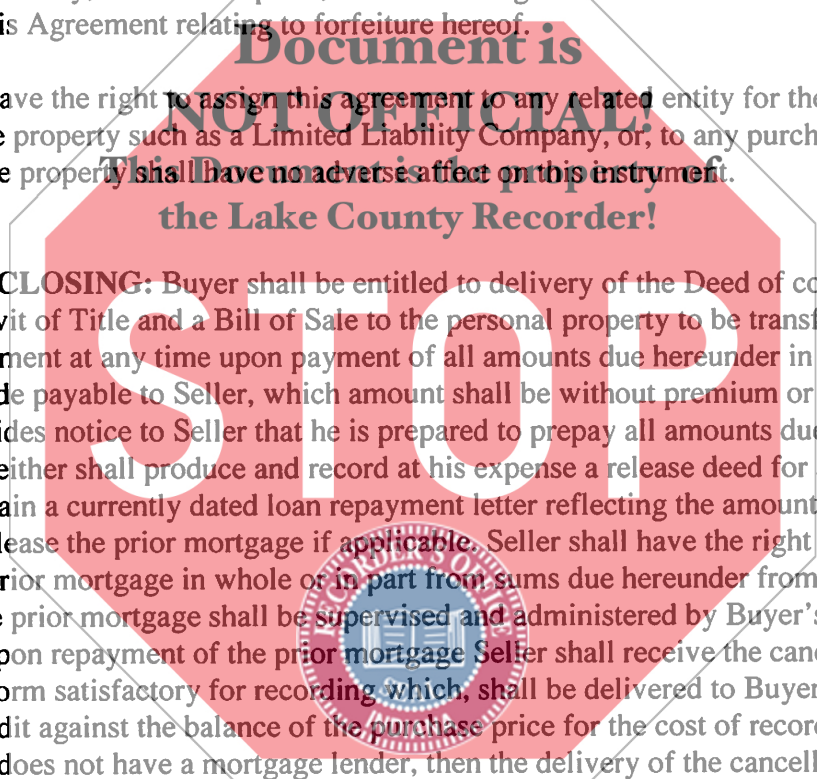 is Agreement relating to forfeiture hereof.
Document is
ave the right to assign this agreement to any related entity for the
NOT OFFICIAL!
e property such as a Limited Liability Company, or, to any purch
This Document is the property of
e property shall have no adverse affect on this instrument.
the Lake County Recorder!
CLOSING: Buyer shall be entitled to delivery of the Deed of co
vit of Title and a Bill of Sale to the personal property to be transf
ment at any time upon payment of all amounts due hereunder in
de payable to Seller, which amount shall be without premium or
ides notice to Seller that he is prepared to prepay all amounts due
either shall produce and record at his expense a release deed for
ain a currently dated loan repayment letter reflecting the amount
lease the prior mortgage if applicable. Seller shall have the right
rior mortgage in whole or in part from sums due hereunder from
e prior mortgage shall be supervised and administered by Buyer's
pon repayment of the prior mortgage Seller shall receive the canc
orm satisfactory for recording which, shall be delivered to Buyer
dit against the balance of the purchase price for the cost of record
does not have a mortgage lender, then the delivery of the cancell
STOP
RECORDER'S OFFICE